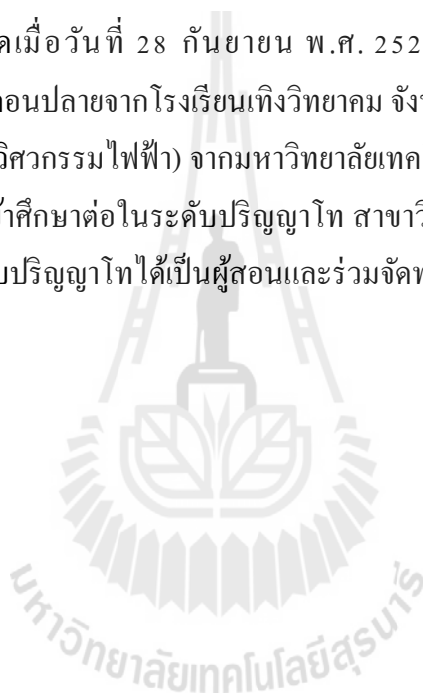 ดเมื่อวันที่ 28 กันยายน พ.ศ. 252
อนปลายจากโรงเรียนเทิงวิทยาคม จัง
วิศวกรรมไฟฟ้า) จากมหาวิทยาลัยเทค
ศึกษาต่อในระดับปริญญาโท สาขาวิ
ปริญญาโทได้เป็นผู้สอนและร่วมจัด
มหาวิทยาลัยเทคโนโลยีสุรนารี